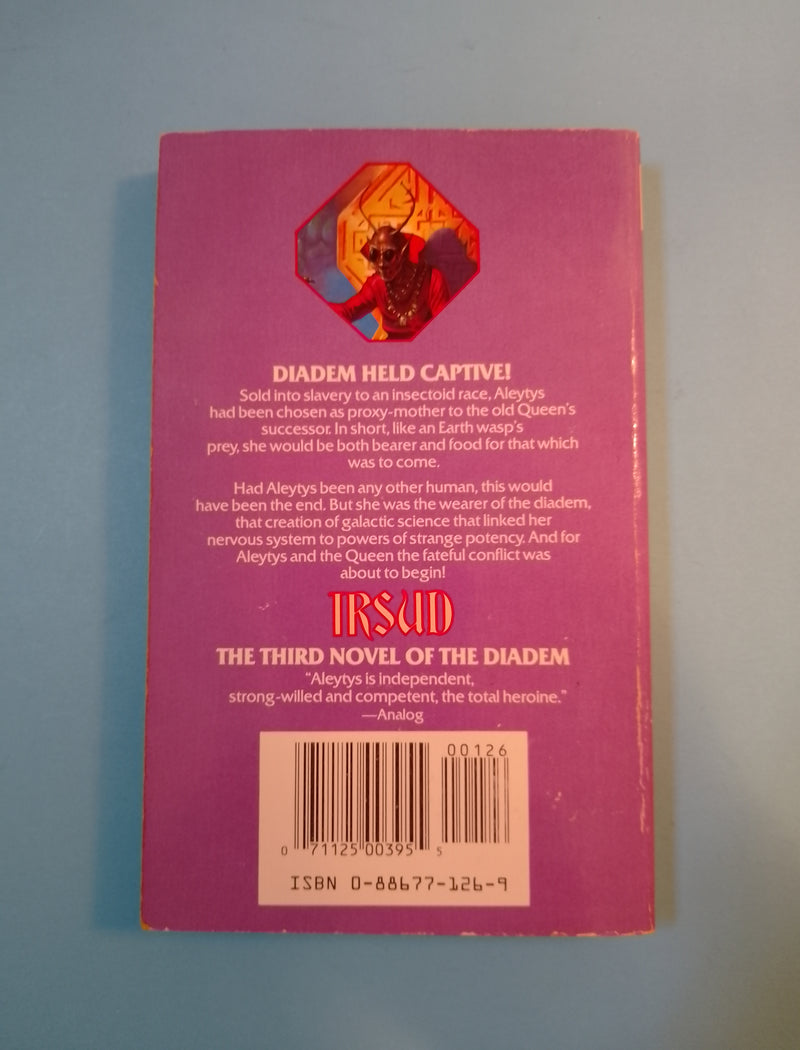 DIADEM HELD CAPTIVE!
Sold into slavery to an insectoid race, Aleytys
had been chosen as proxy-mother to the old Queen's
successor. In short, like an Earth wasp's
prey, she would be both bearer and food for that which
was to come.
Had Aleytys been any other human, this would
have been the end. But she was the wearer of the diadem,
that creation of galactic science that linked her
nervous system to powers of strange potency. And for
Aleytys and the Queen the fateful conflict was
about to begin!
IRSUD
THE THIRD NOVEL OF THE DIADEM
"Aleytys is independent,
strong-willed and competent, the total heroine."
—Analog
00126
0 71125 00395 5
ISBN 0-88677-126-9